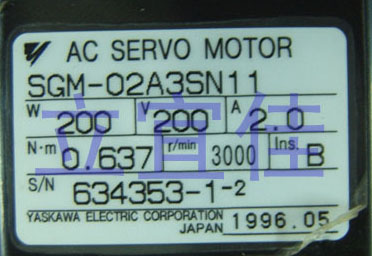 AC SERVO MOTOR
SGM-02A3SN11
W 200 V 200 A 2.0
N·m 0.637 r/min 3000 Ins. B
S/N 634353-1-2
YASKAWA ELECTRIC CORPORATION
JAPAN 1996.05
立宜佳